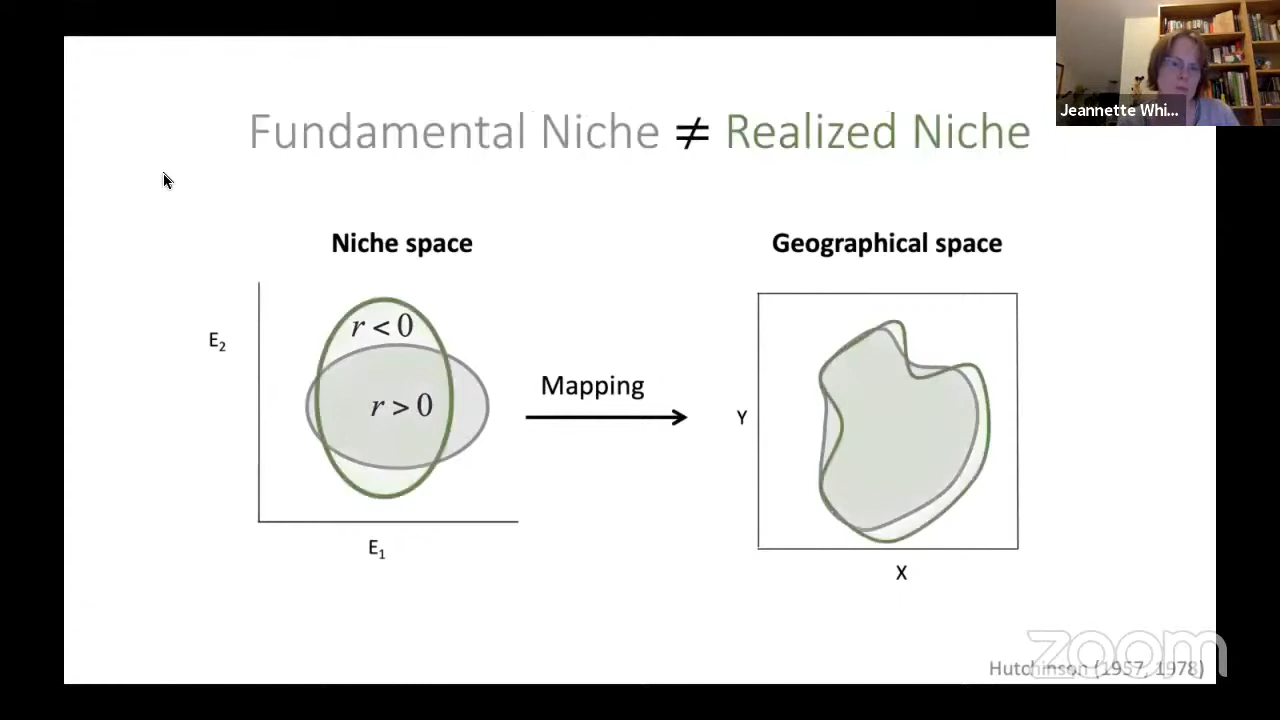 Jeannette Whi...
Fundamental Niche ≠ Realized Niche
Niche space
Geographical space
r < 0
E2
r > 0
Mapping
Y
E1
X
zoom
Hutchinson (1957, 1978)